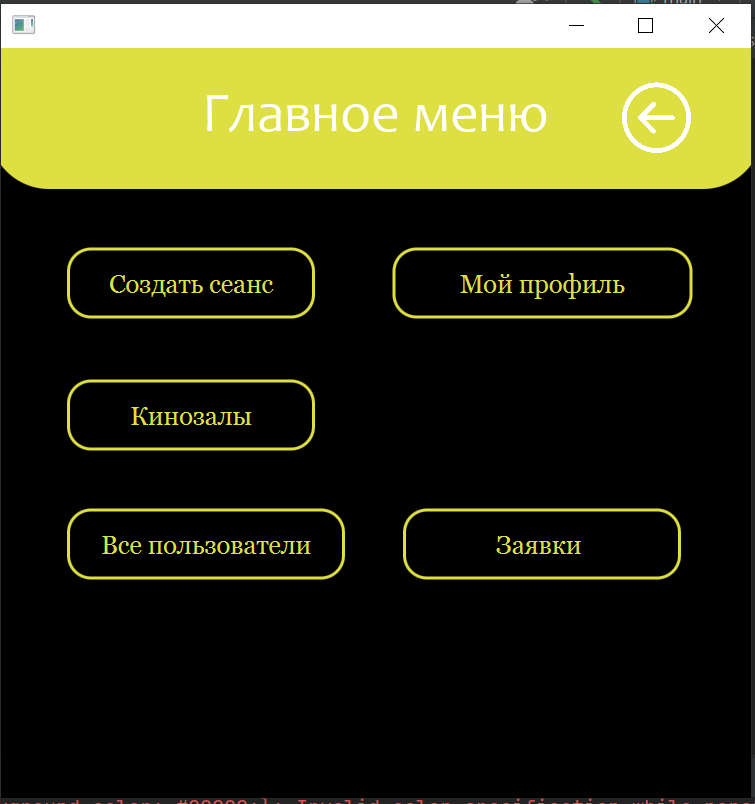 Главное меню
Создать сеанс
Мой профиль
Кинозалы
Все пользователи
Заявки